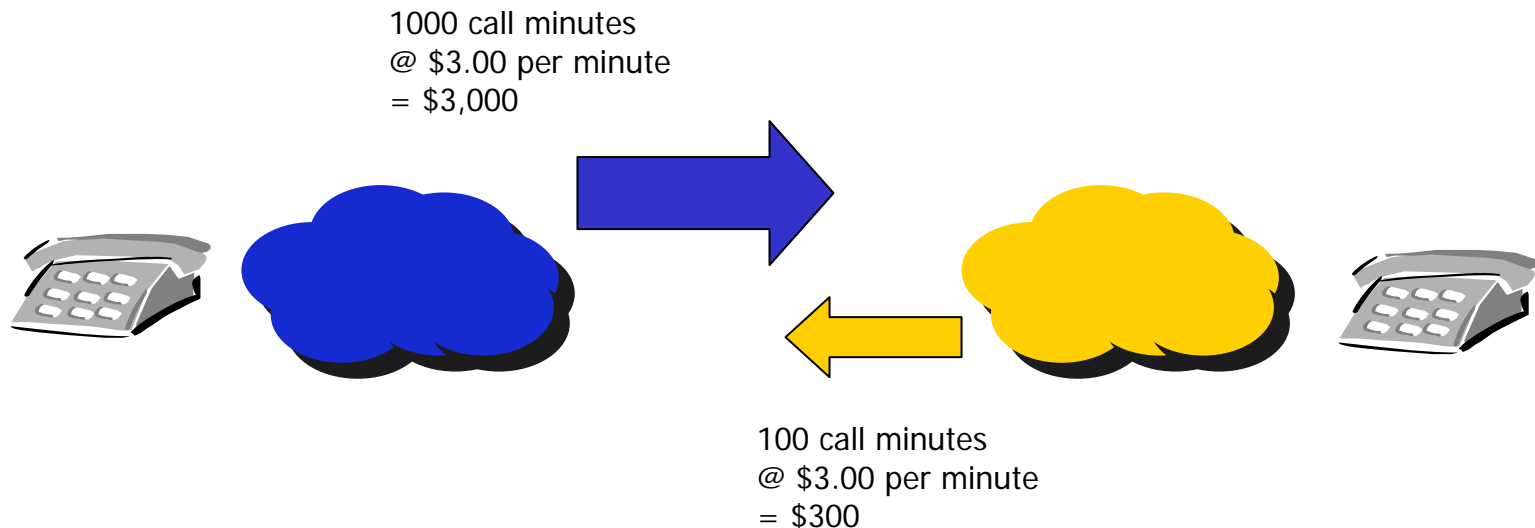 1000 call minutes
@ $3.00 per minute
= $3,000
100 call minutes
@ $3.00 per minute
= $300